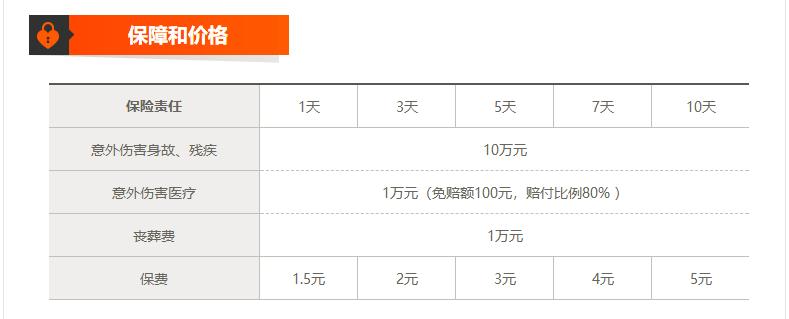 保障和价格
保险责任 1天 3天 5天 7天 10天
意外伤害身故、残疾 10万元
意外伤害医疗 1万元（免赔额100元，赔付比例80% ）
丧葬费 1万元
保费 1.5元 2元 3元 4元 5元